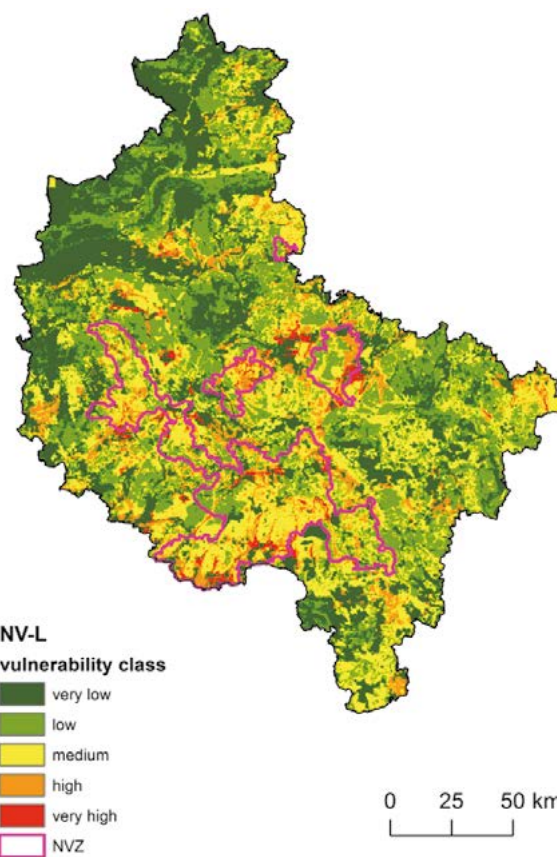 NV-L
vulnerability class
very low
low
medium
high
very high
NVZ
0 25 50 km